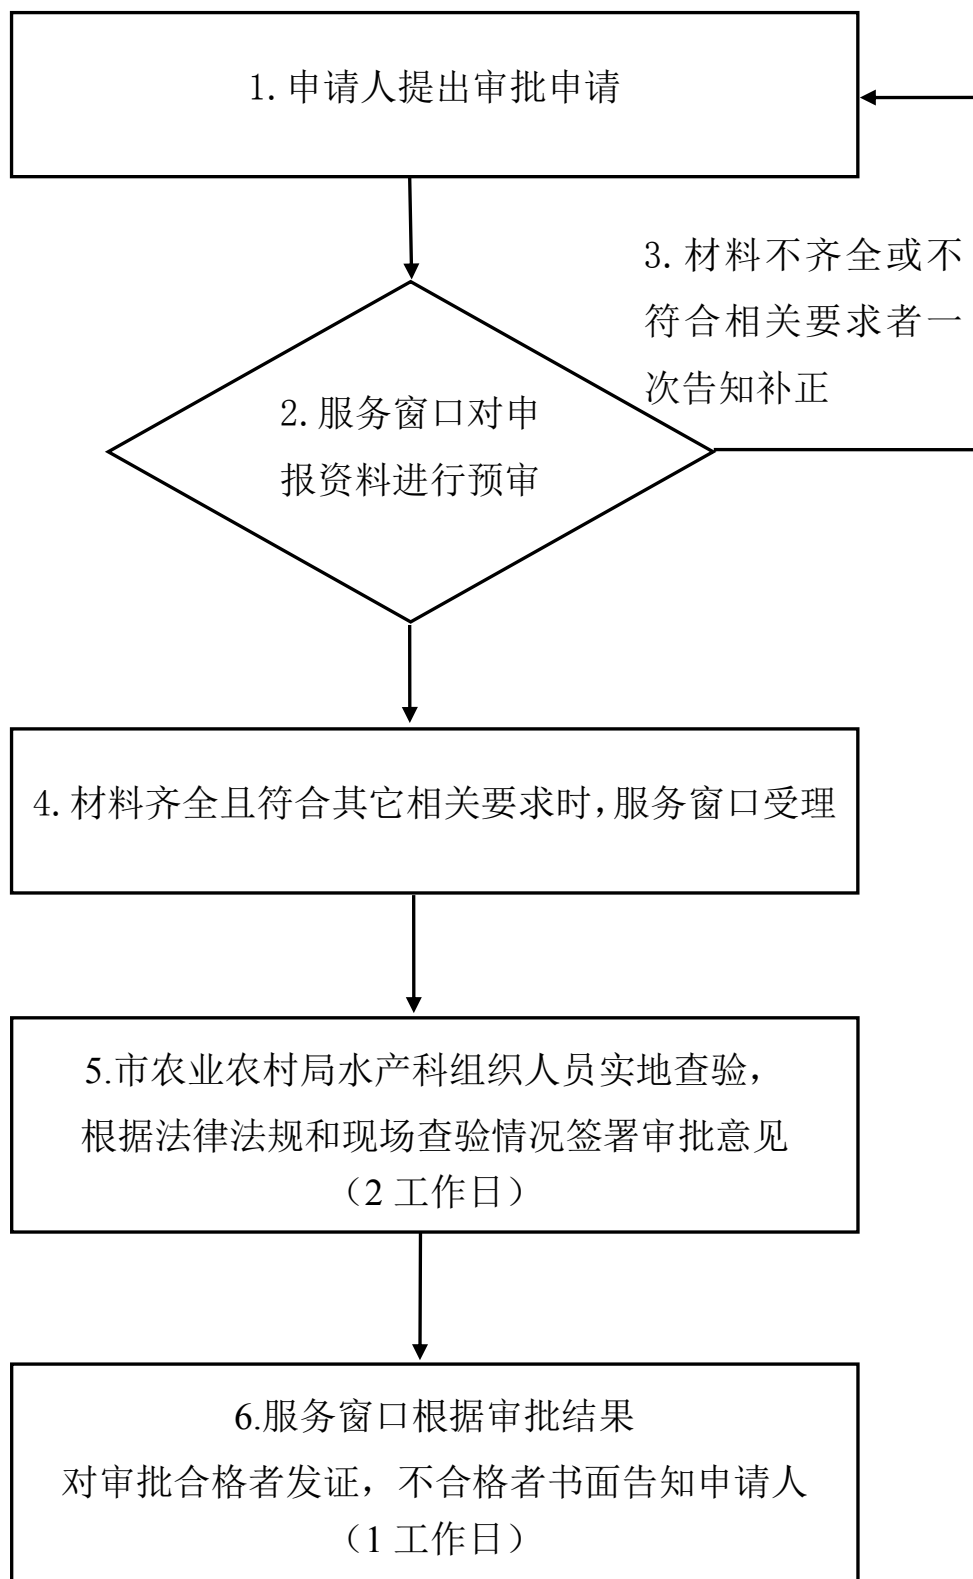 1.申请人提出审批申请
2.服务窗口对申
报资料进行预审
3.材料不齐全或不
符合相关要求者一
次告知补正
4.材料齐全且符合其它相关要求时,服务窗口受理
5.市农业农村局水产科组织人员实地查验，
根据法律法规和现场查验情况签署审批意见
（2 工作日）
6.服务窗口根据审批结果
对审批合格者发证，不合格者书面告知申请人
（1 工作日）